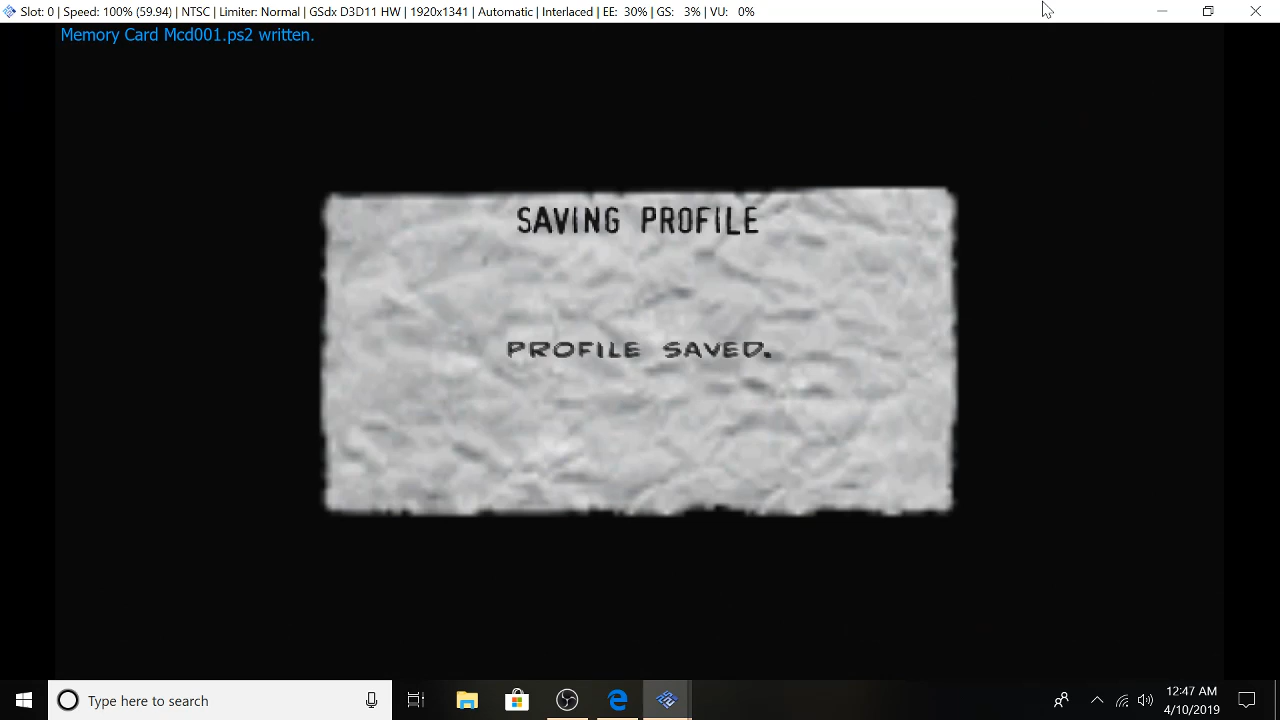 Slot: 0 | Speed: 100% (59.94) | NTSC | Limiter: Normal | GSdx D3D11 HW | 1920x1341 | Automatic | Interlaced | EE: 30% | GS: 3% | VU: 0%
Memory Card Mcd001.ps2 written.
SAVING PROFILE
PROFILE SAVED.
Type here to search
12:47 AM
4/10/2019